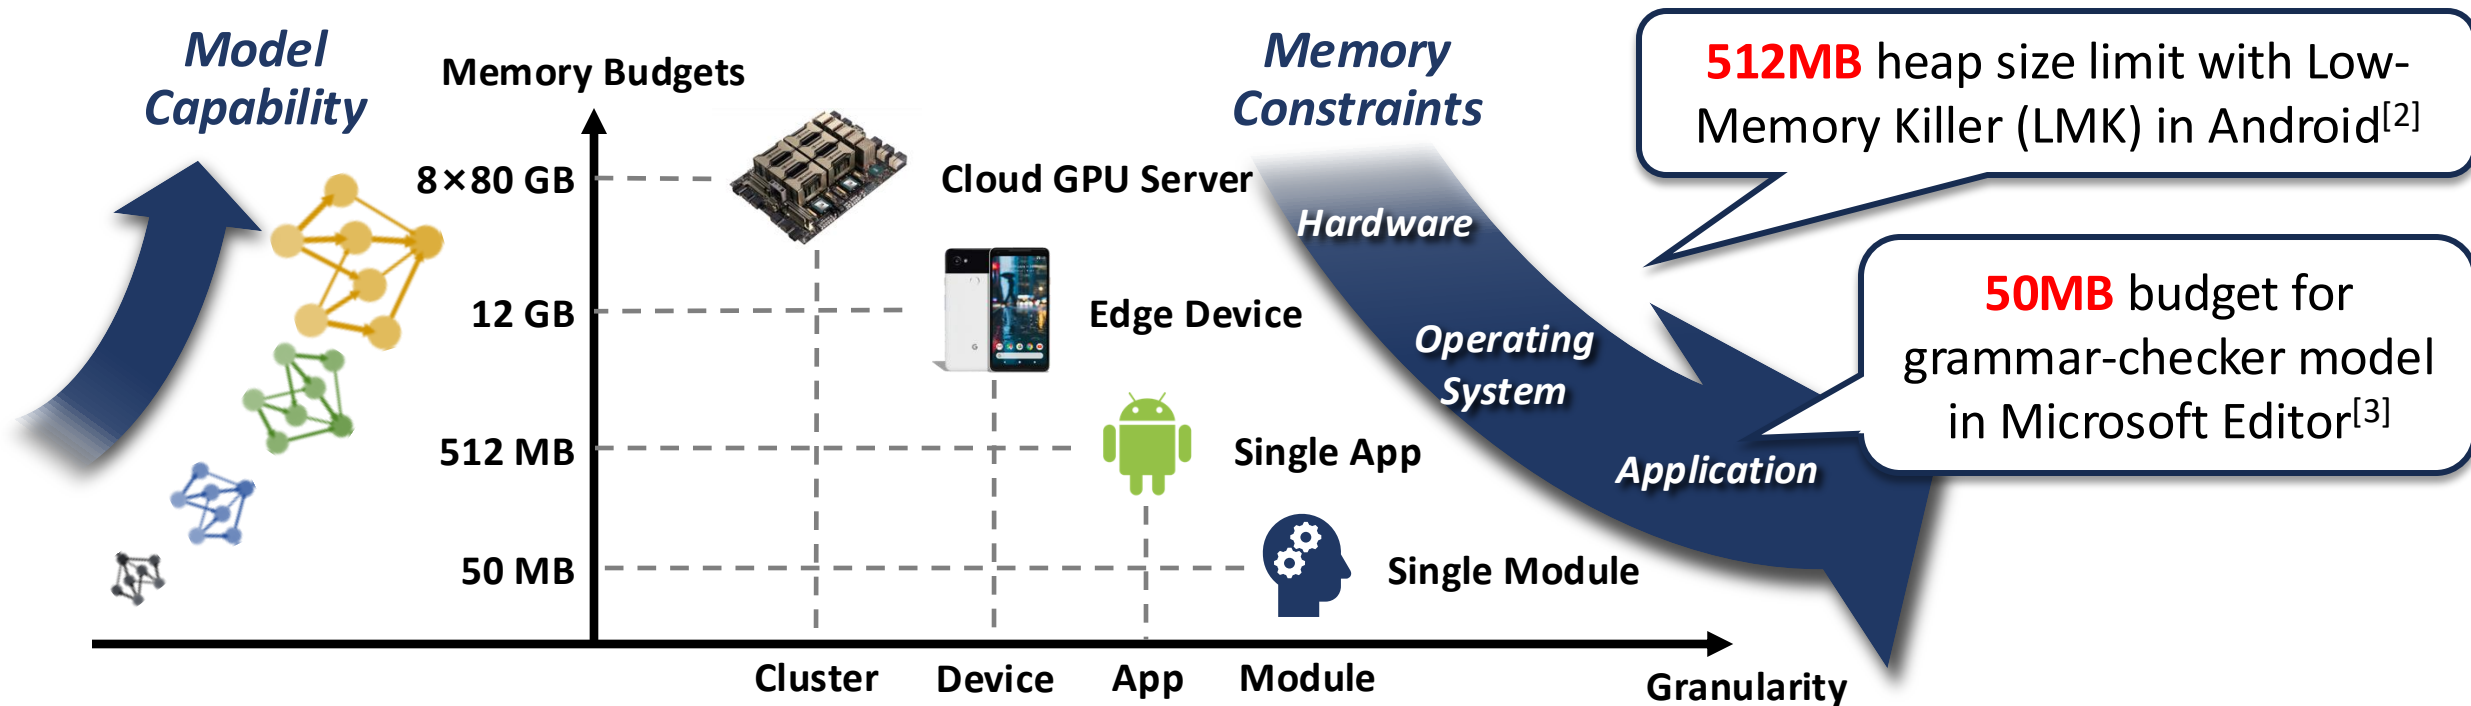 Model
Capability
Memory Budgets
8×80 GB
12 GB
512 MB
50 MB
Cloud GPU Server
Edge Device
Single App
Single Module
Cluster
Device
App
Module
Granularity
Memory
Constraints
Hardware
Operating
System
Application
512MB heap size limit with Low-
Memory Killer (LMK) in Android[2]
50MB budget for
grammar-checker model
in Microsoft Editor[3]